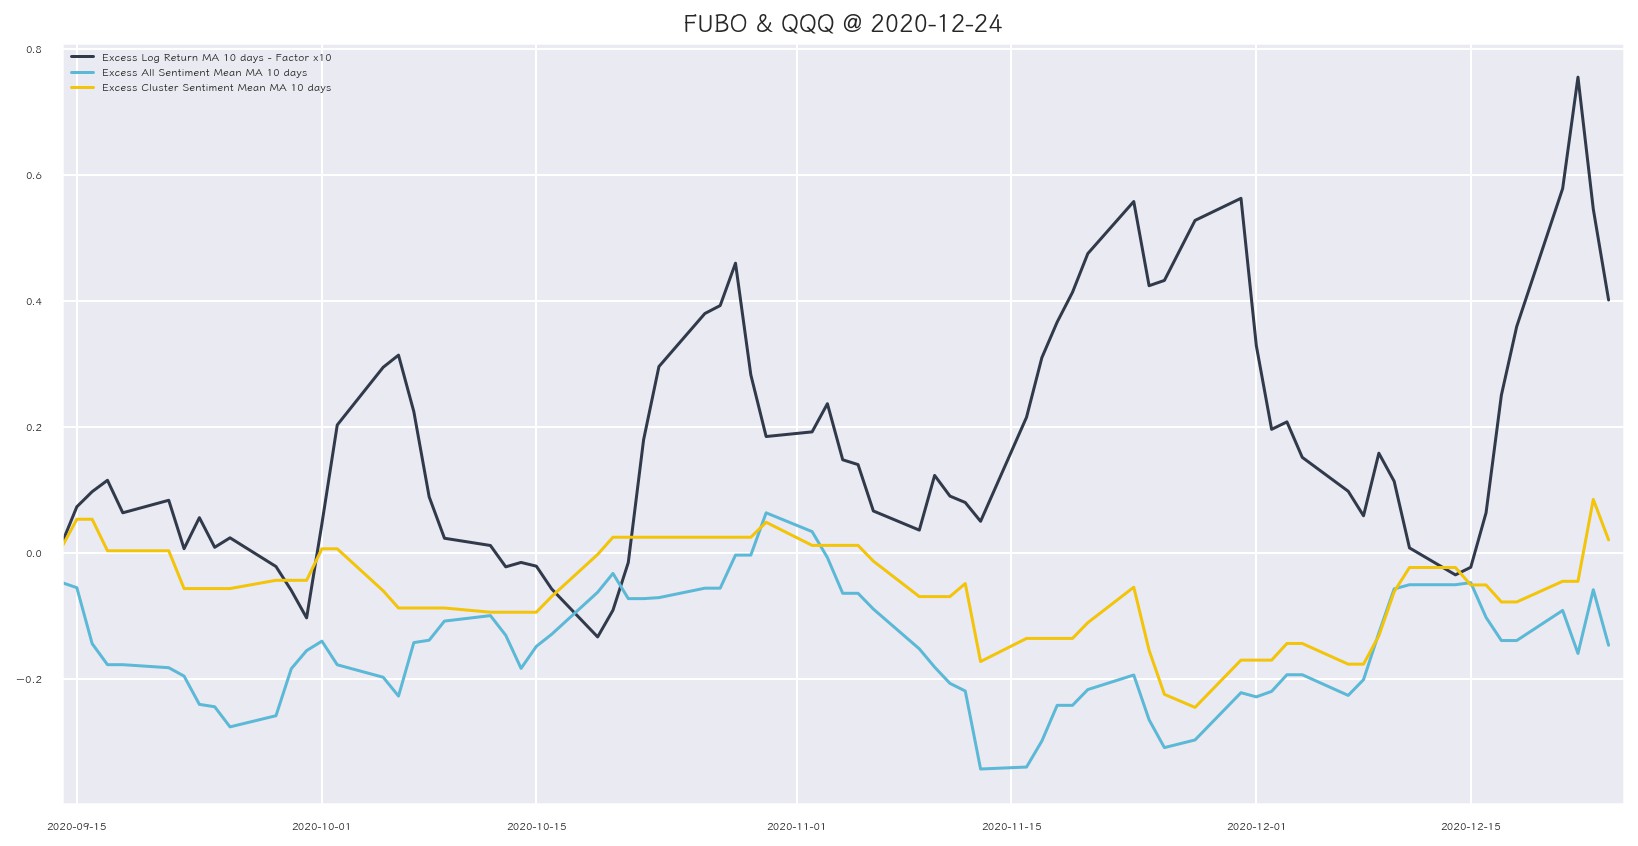 FUBO & QQQ @ 2020-12-24
0.8
Excess Log Return MA 10 days - Factor x10
Excess All Sentiment Mean MA 10 days
Excess Cluster Sentiment Mean MA 10 days
0.6
0.4
0.2
0.0
−0.2
2020-09-15 2020-10-01 2020-10-15 2020-11-01 2020-11-15 2020-12-01 2020-12-15